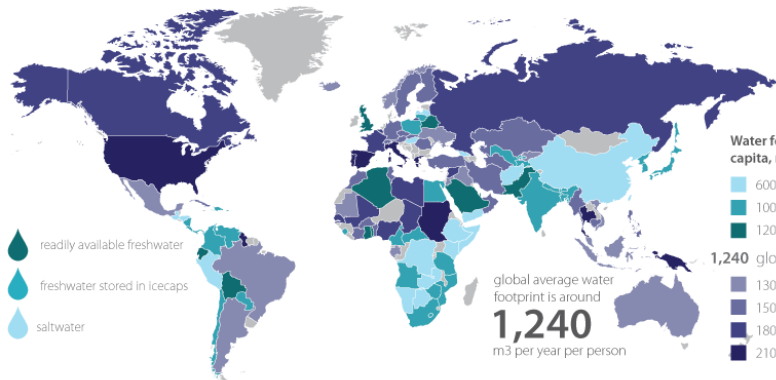 readily available freshwater
freshwater stored in icecaps
saltwater
global average water
footprint is around
1,240
m3 per year per person
Water fo
capita,
600
100
120
1,240 glo
130
150
180
210